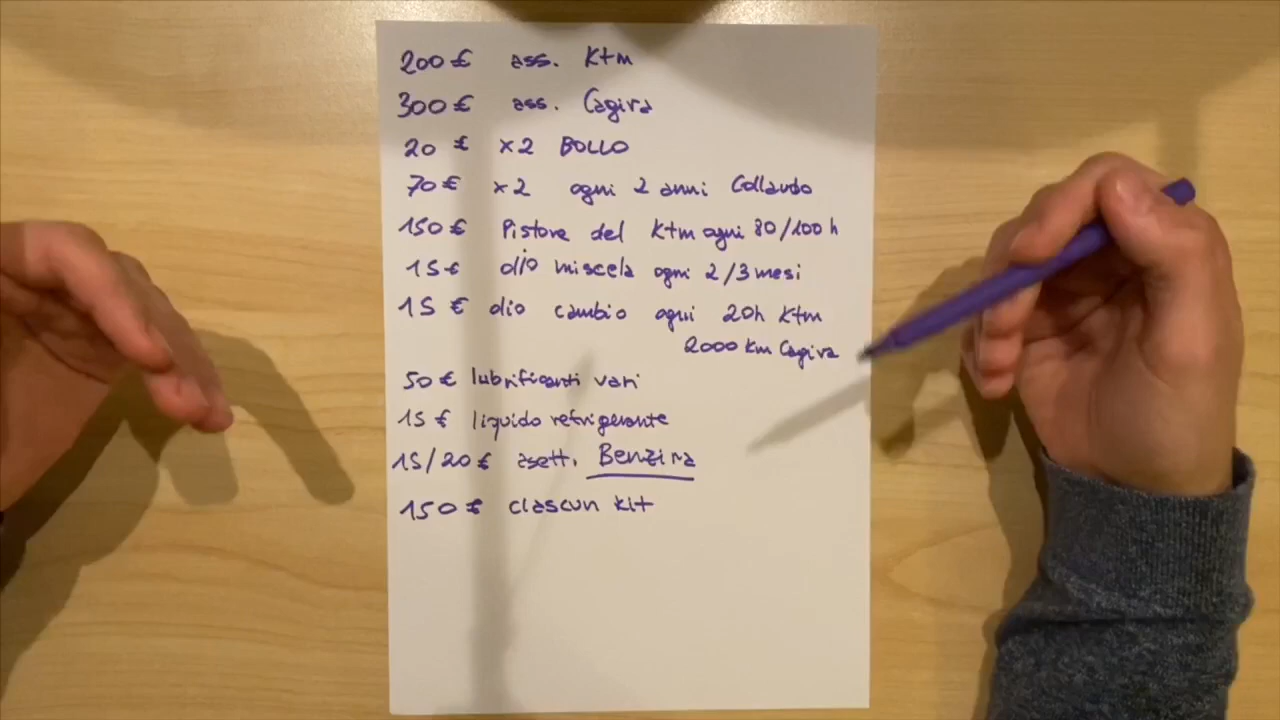 200€ ass. Ktm
300€ ass. Cagiva
20 € x2 BOLLO
70€ x2 ogni 2 anni Collaudo
150€ Pistone del Ktm ogni 80/100h
15€ olio miscela ogni 2/3 mesi
15 € olio cambio ogni 20h Ktm
2000 Km Cagiva
50€ lubrificanti vari
15€ liquido refrigerante
15/20€ a sett. Benzina
150€ ciascun kit